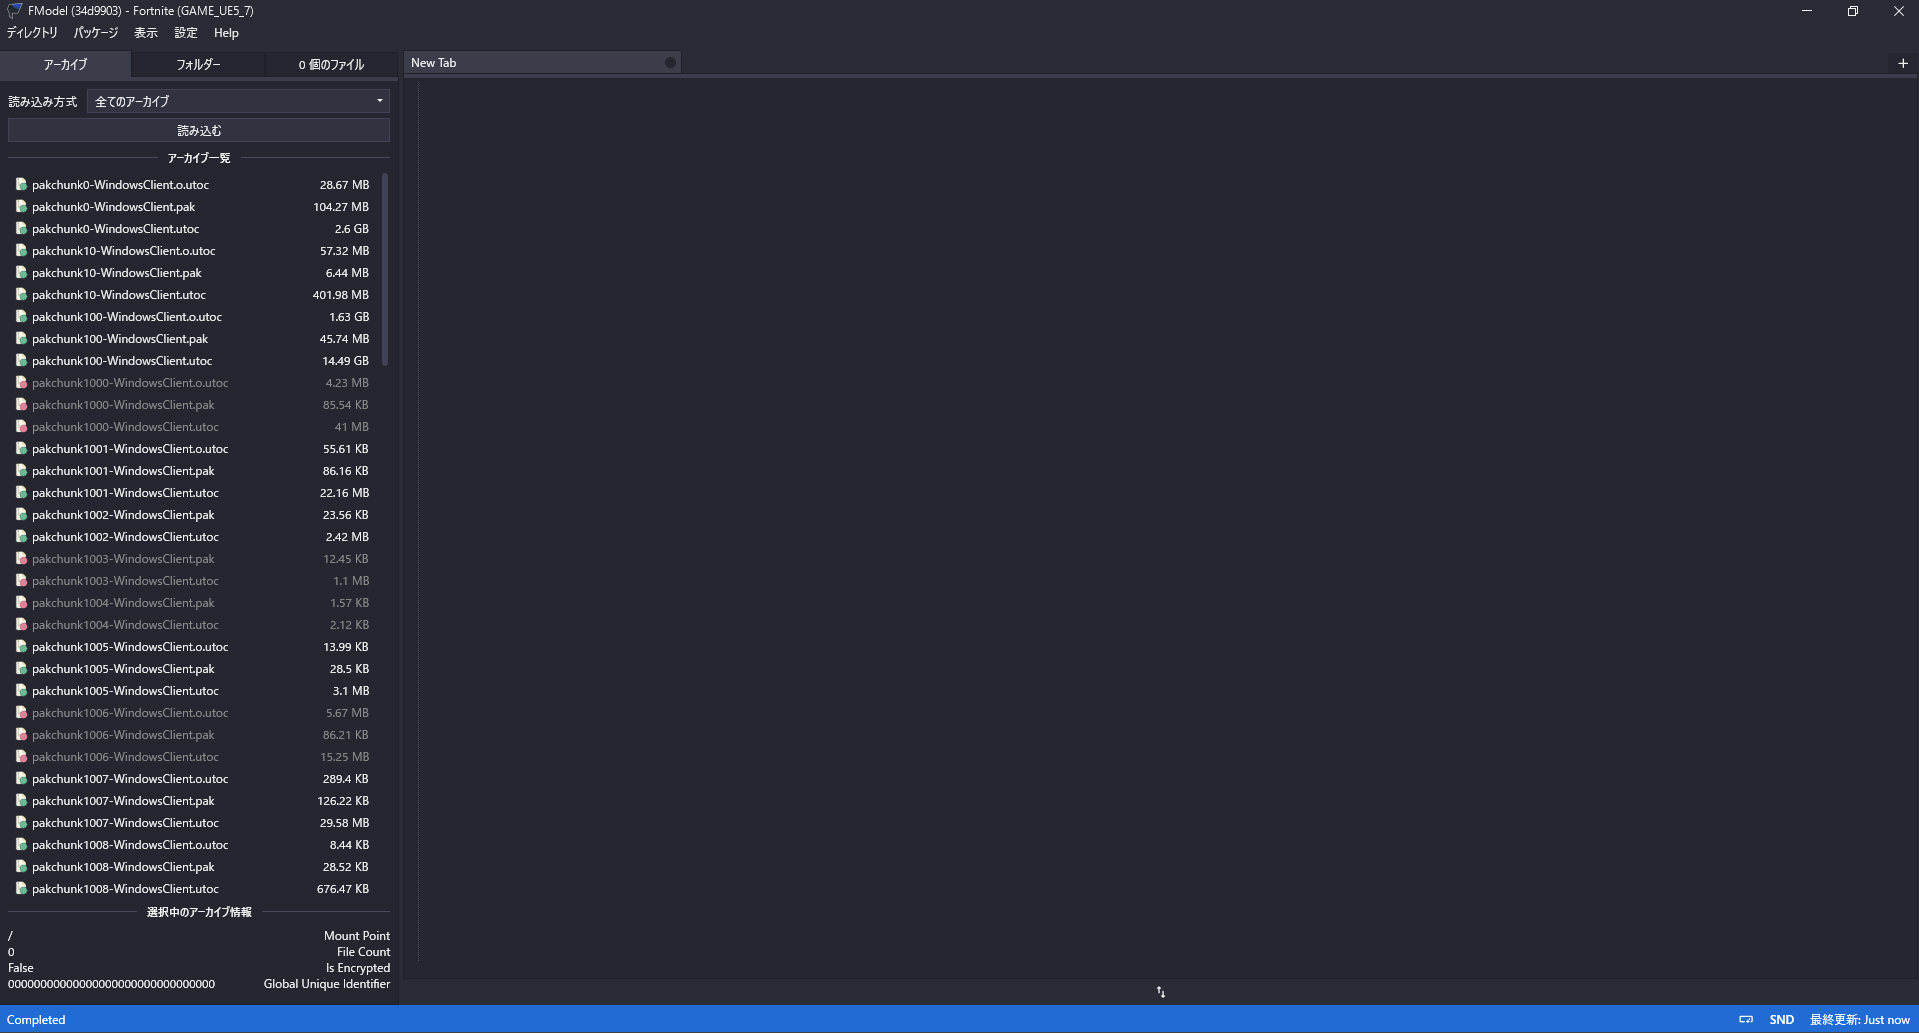 FModel (34d9903) - Fortnite (GAME_UE5_7)
ディレクトリ パッケージ 表示 設定 Help
アーカイブ フォルダー 0 個のファイル New Tab
読み込み方式 全てのアーカイブ
読み込む
アーカイブ一覧
pakchunk0-WindowsClient.o.utoc 28.67 MB
pakchunk0-WindowsClient.pak 104.27 MB
pakchunk0-WindowsClient.utoc 2.6 GB
pakchunk10-WindowsClient.o.utoc 57.32 MB
pakchunk10-WindowsClient.pak 6.44 MB
pakchunk10-WindowsClient.utoc 401.98 MB
pakchunk100-WindowsClient.o.utoc 1.63 GB
pakchunk100-WindowsClient.pak 45.74 MB
pakchunk100-WindowsClient.utoc 14.49 GB
pakchunk1000-WindowsClient.o.utoc 4.23 MB
pakchunk1000-WindowsClient.pak 85.54 KB
pakchunk1000-WindowsClient.utoc 41 MB
pakchunk1001-WindowsClient.o.utoc 55.61 KB
pakchunk1001-WindowsClient.pak 86.16 KB
pakchunk1001-WindowsClient.utoc 22.16 MB
pakchunk1002-WindowsClient.pak 23.56 KB
pakchunk1002-WindowsClient.utoc 2.42 MB
pakchunk1003-WindowsClient.pak 12.45 KB
pakchunk1003-WindowsClient.utoc 1.1 MB
pakchunk1004-WindowsClient.pak 1.57 KB
pakchunk1004-WindowsClient.utoc 2.12 KB
pakchunk1005-WindowsClient.o.utoc 13.99 KB
pakchunk1005-WindowsClient.pak 28.5 KB
pakchunk1005-WindowsClient.utoc 3.1 MB
pakchunk1006-WindowsClient.o.utoc 5.67 MB
pakchunk1006-WindowsClient.pak 86.21 KB
pakchunk1006-WindowsClient.utoc 15.25 MB
pakchunk1007-WindowsClient.o.utoc 289.4 KB
pakchunk1007-WindowsClient.pak 126.22 KB
pakchunk1007-WindowsClient.utoc 29.58 MB
pakchunk1008-WindowsClient.o.utoc 8.44 KB
pakchunk1008-WindowsClient.pak 28.52 KB
pakchunk1008-WindowsClient.utoc 676.47 KB
選択中のアーカイブ情報
/ Mount Point
0 File Count
False Is Encrypted
00000000000000000000000000000000 Global Unique Identifier
Completed SND 最終更新: Just now